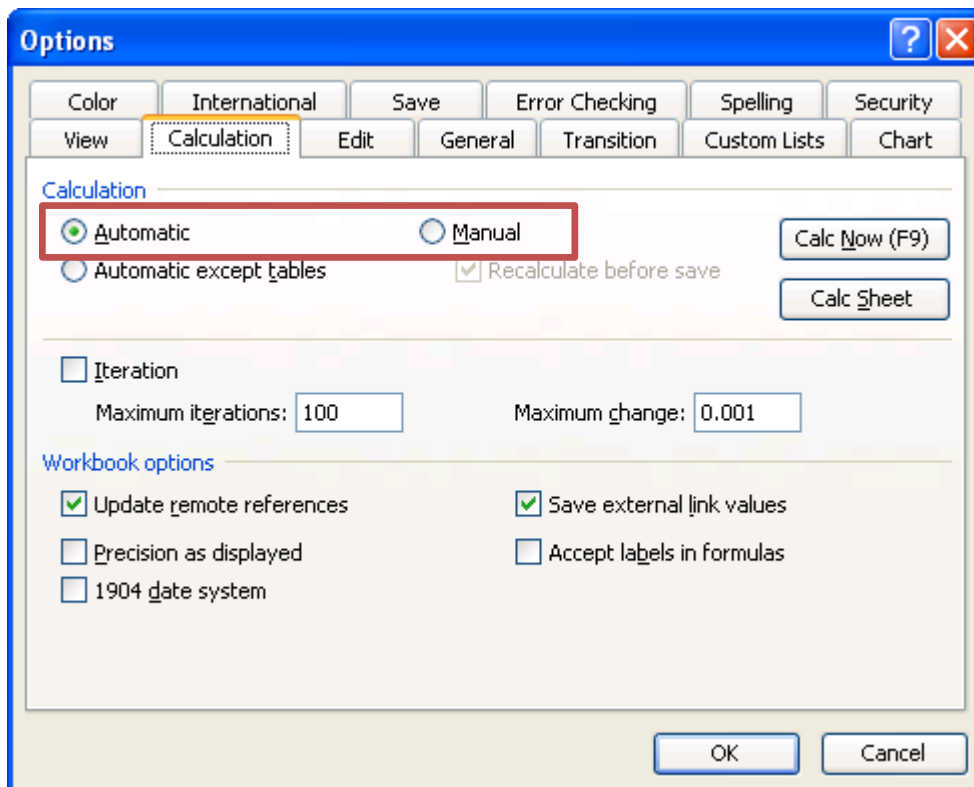 Options
Color International Save Error Checking Spelling Security
View Calculation Edit General Transition Custom Lists Chart
Calculation
Automatic Manual Calc Now (F9)
Automatic except tables Recalculate before save
Calc Sheet
Iteration
Maximum iterations: 100 Maximum change: 0.001
Workbook options
Update remote references Save external link values
Precision as displayed Accept labels in formulas
1904 date system
OK Cancel